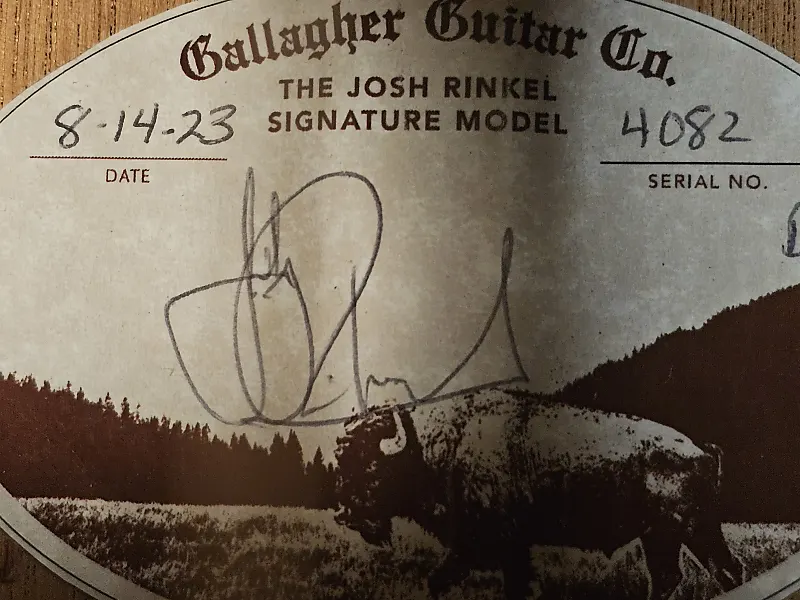 Gallagher Guitar Co.
THE JOSH RINKEL
SIGNATURE MODEL
8-14-23
DATE
4082
SERIAL NO.